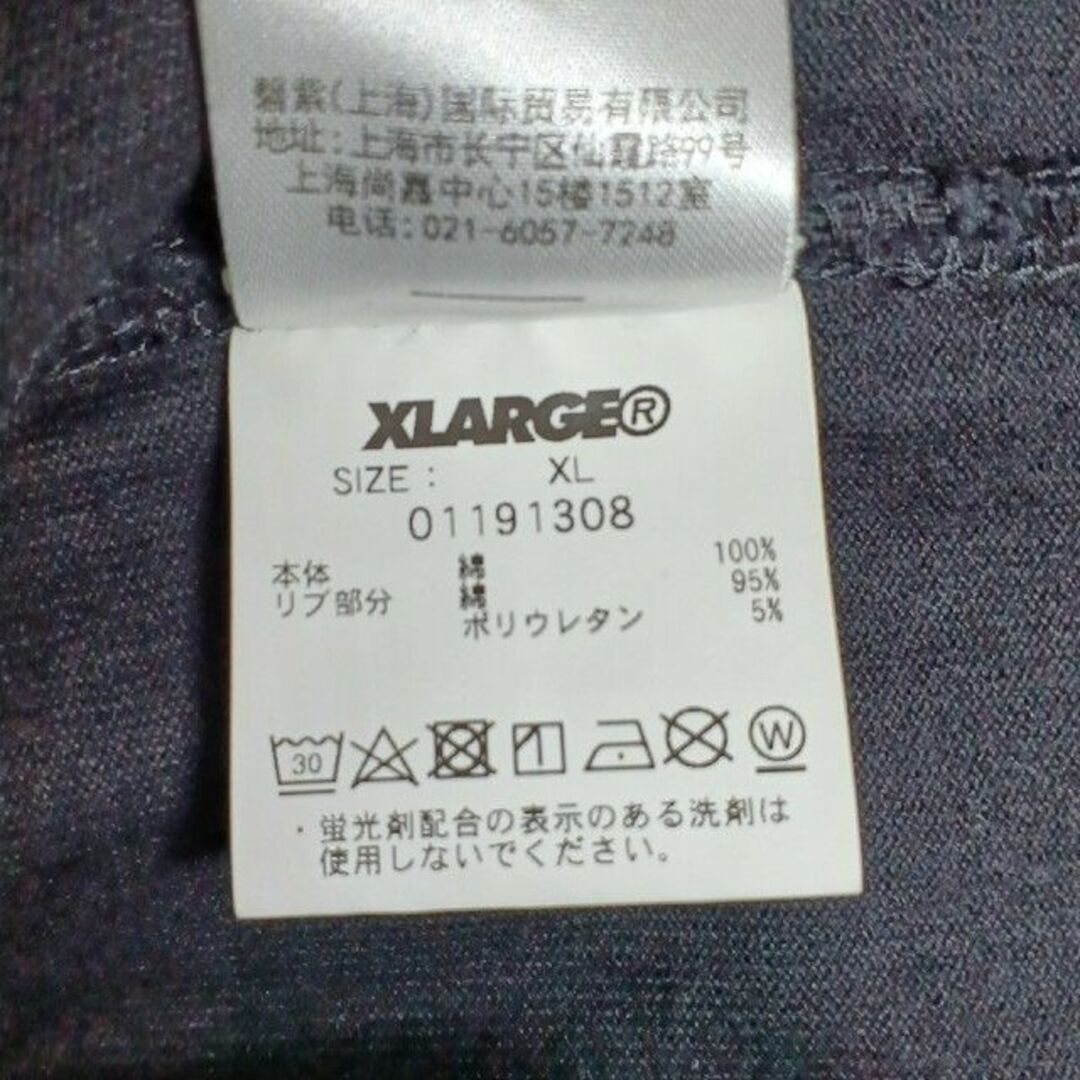 紫(上海)国际贸易有限公司
地址:上海市长宁区仙霞路99号
上海尚嘉中心15楼1512室
电话:021-6057-7248
XLARGE®
SIZE : XL
01191308
本体 綿 100%
リブ部分 綿 95%
ポリウレタン 5%
30 W
・蛍光剤配合の表示のある洗剤は
使用しないでください。